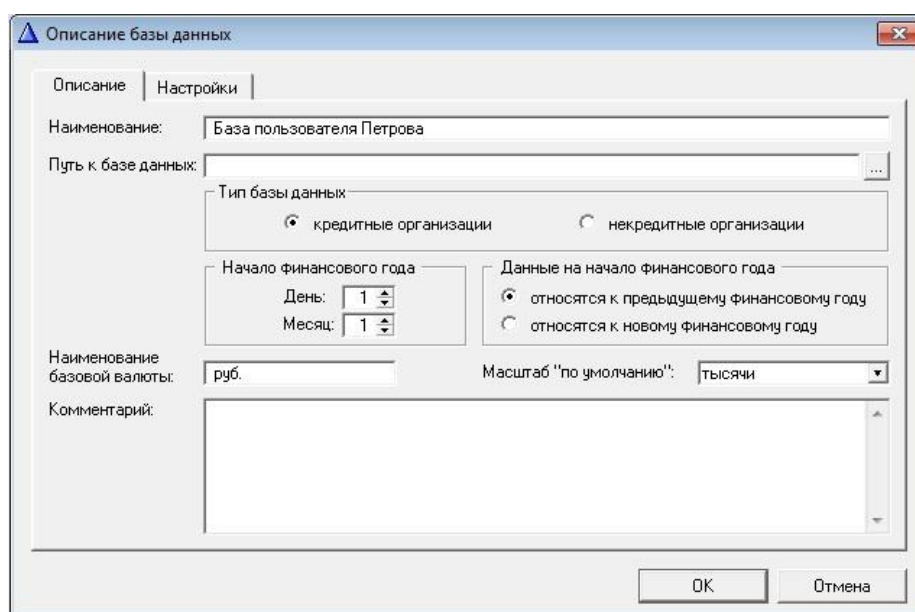 Описание базы данных
Описание Настройки
Наименование: База пользователя Петрова
Путь к базе данных: ...
Тип базы данных
кредитные организации некредитные организации
Начало финансового года Данные на начало финансового года
День: 1 относятся к предыдущему финансовому году
Месяц: 1 относятся к новому финансовому году
Наименование
базовой валюты: руб. Масштаб "по умолчанию": тысячи
Комментарий:
OK Отмена